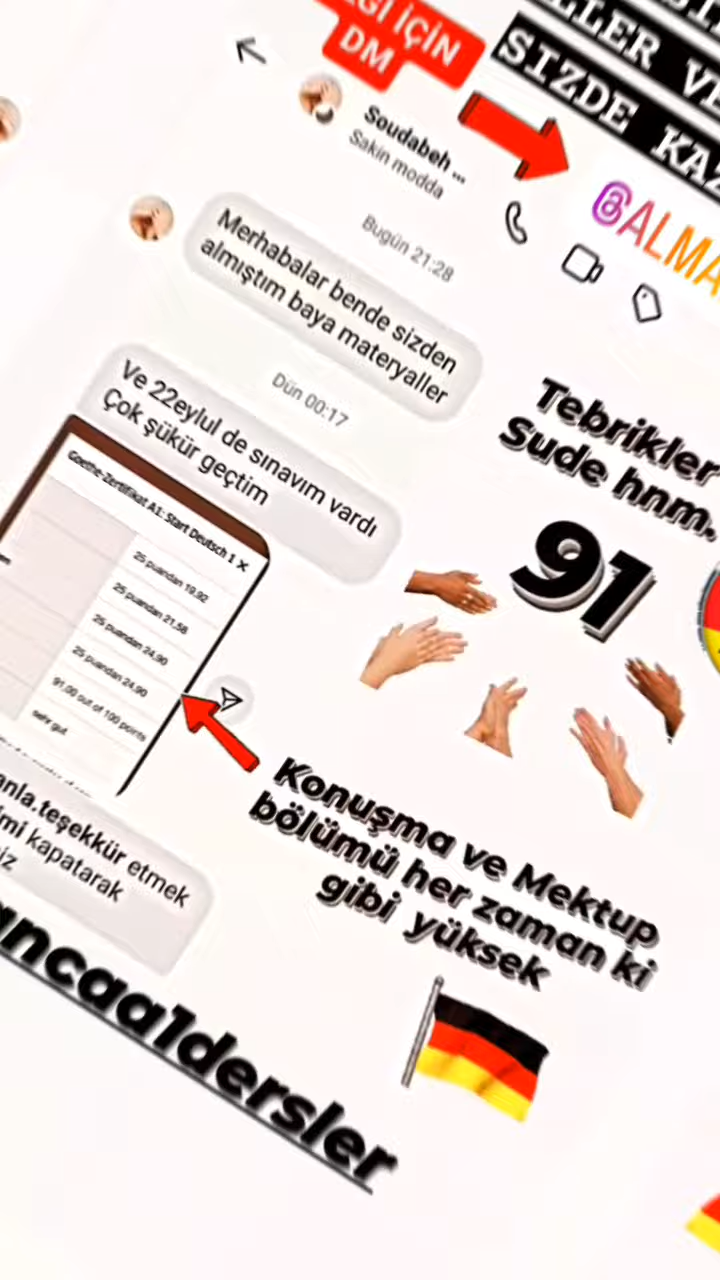 İÇİN
DM
SIZDE
Soudabeh ...
Sakin modda
Bugün 21:28
Merhabalar bende sizden
almıştım baya materyaller
Dün 00:17
Ve 22eylul de sınavım vardı
Çok şükür geçtim
Goethe-Zertifikat A1: Start Deutsch 1 X
25 puandan 19,92
25 puandan 21,58
25 puandan 24,90
25 puandan 24,90
91,00 out of 100 points
sehr gut
Tebrikler
Sude hnm.
91
Konuşma ve Mektup
bölümü her zaman ki
gibi yüksek
teşekkür etmek
kapatarak
ncaa1dersler